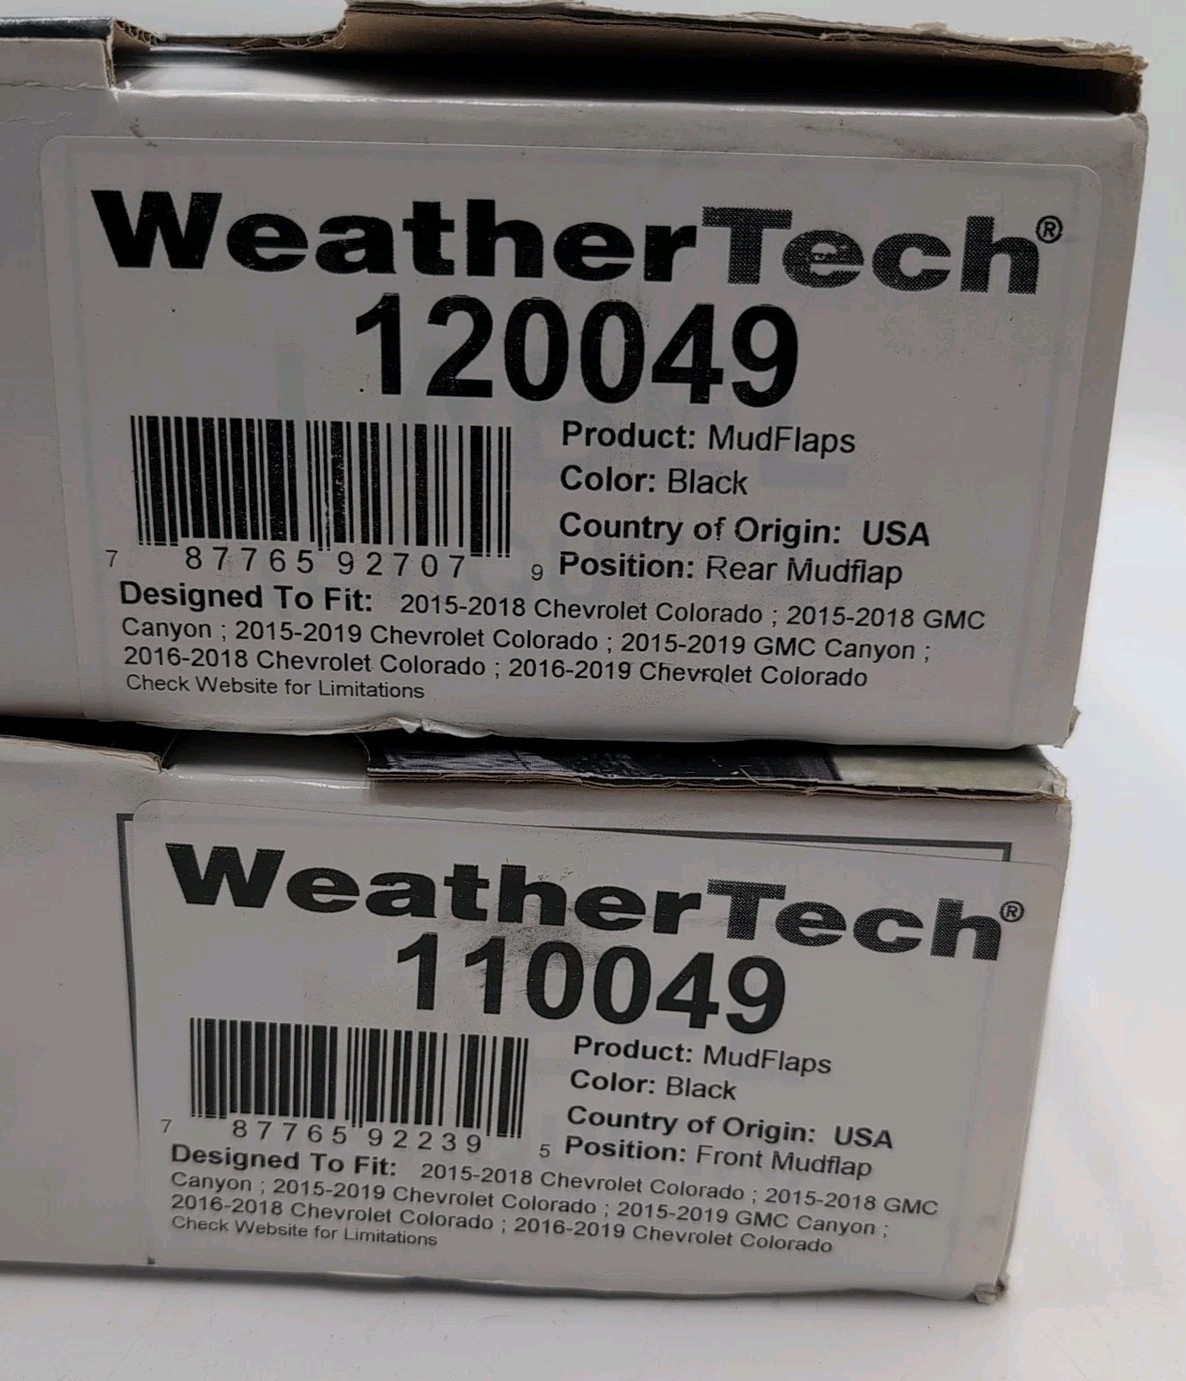 WeatherTech®
120049
Product: MudFlaps
Color: Black
Country of Origin: USA
7 87765 92707 9
Position: Rear Mudflap
Designed To Fit: 2015-2018 Chevrolet Colorado ; 2015-2018 GMC
Canyon ; 2015-2019 Chevrolet Colorado ; 2015-2019 GMC Canyon ;
2016-2018 Chevrolet Colorado ; 2016-2019 Chevrolet Colorado
Check Website for Limitations
WeatherTech®
110049
Product: MudFlaps
Color: Black
Country of Origin: USA
7 87765 92239 5
Position: Front Mudflap
Designed To Fit: 2015-2018 Chevrolet Colorado ; 2015-2018 GMC
Canyon ; 2015-2019 Chevrolet Colorado ; 2015-2019 GMC Canyon ;
2016-2018 Chevrolet Colorado ; 2016-2019 Chevrolet Colorado
Check Website for Limitations